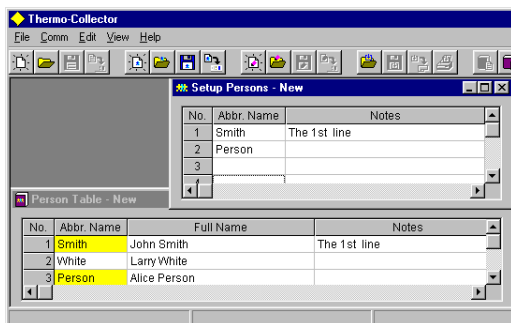 Thermo-Collector
File Comm Edit View Help
Setup Persons - New
No. Abbr. Name Notes
1 Smith The 1st line
2 Person
3
4
Person Table - New
No. Abbr. Name Full Name Notes
1 Smith John Smith The 1st line
2 White Larry White
3 Person Alice Person